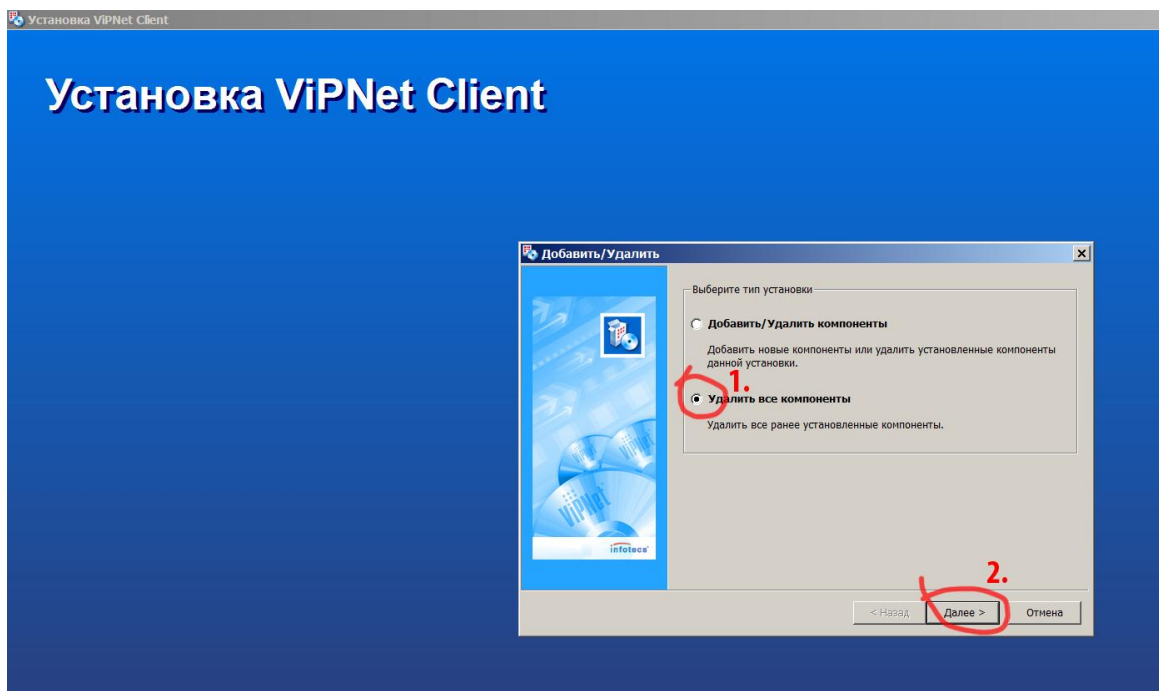 Установка ViPNet Client
Установка ViPNet Client
Добавить/Удалить
Выберите тип установки
Добавить/Удалить компоненты
Добавить новые компоненты или удалить установленные компоненты
данной установки.
1.
Удалить все компоненты
Удалить все ранее установленные компоненты.
ViPNet
ViPNet
ViPNet
infotecs
2.
< Назад
Далее >
Отмена